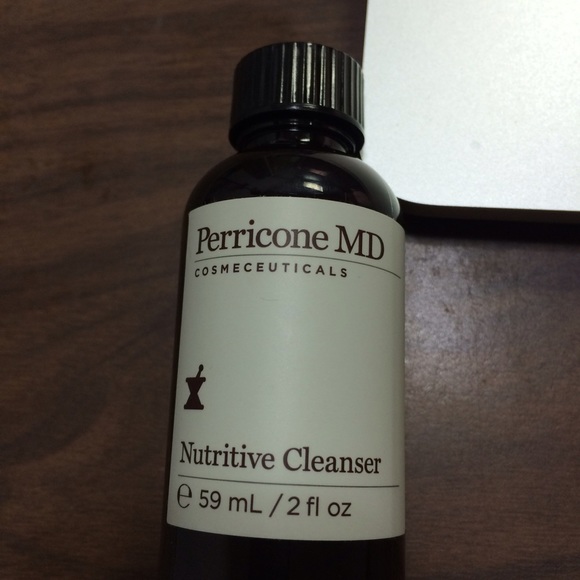 Perricone MD
COSMECEUTICALS
Nutritive Cleanser
℮ 59 mL / 2 fl oz